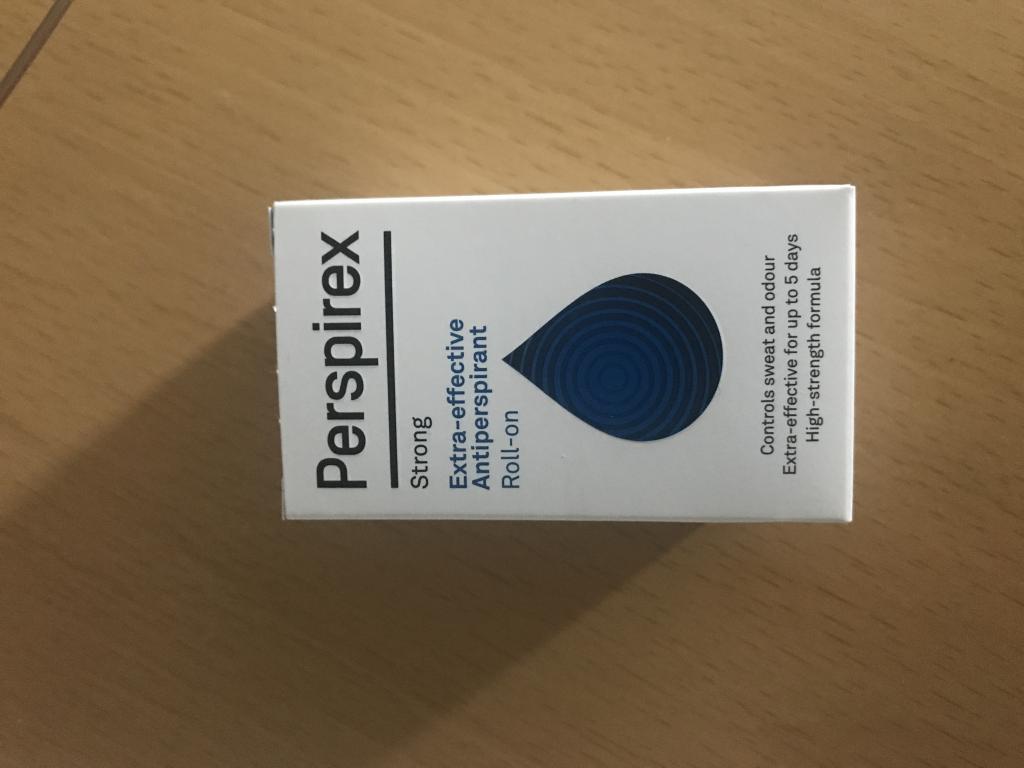 Perspirex
Strong
Extra-effective
Antiperspirant
Roll-on
Controls sweat and odour
Extra-effective for up to 5 days
High-strength formula